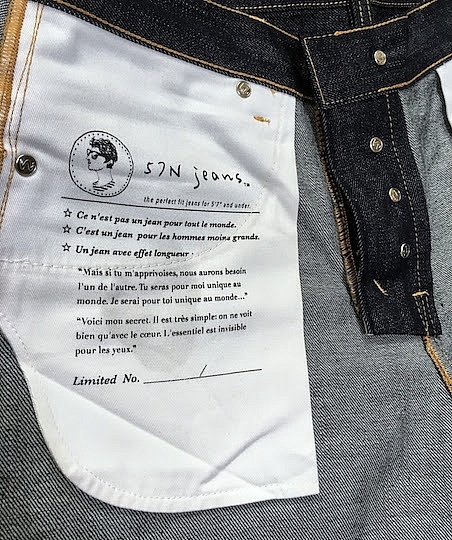 57N jeans.
the perfect fit jeans for 5'7" and under.
☆ Ce n'est pas un jean pour tout le monde.
☆ C'est un jean pour les hommes moins grands.
☆ Un jean avec effet longueur.
"Mais si tu m'apprivoises, nous aurons besoin
l'un de l'autre. Tu seras pour moi unique au
monde. Je serai pour toi unique au monde..."
"Voici mon secret. Il est très simple: on ne voit
bien qu'avec le cœur. L'essentiel est invisible
pour les yeux."
Limited No. ______/______